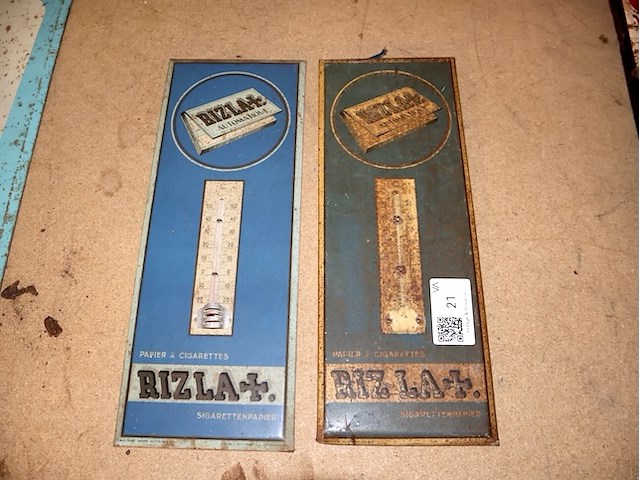 RIZLA+.
AUTOMATIQUE
PAPIER À CIGARETTES
RIZLA+.
SIGARETTENPAPIER
RIZLA+.
AUTOMATIQUE
PAPIER À CIGARETTES
RIZLA+.
SIGARETTENPAPIER
21